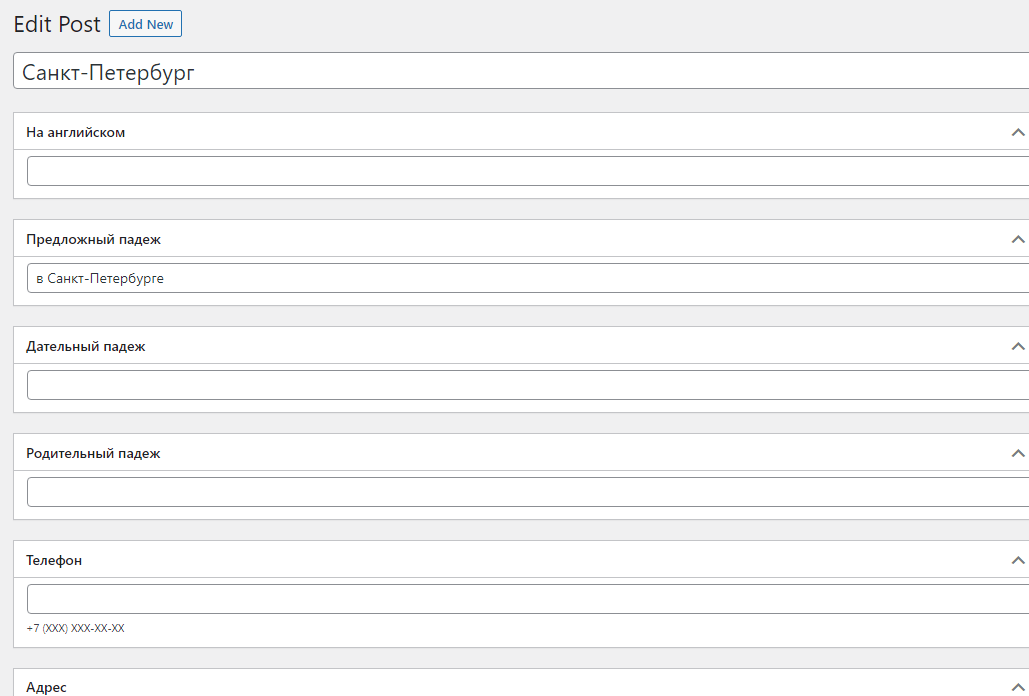 Edit Post Add New
Санкт-Петербург
На английском
Предложный падеж
в Санкт-Петербурге
Дательный падеж
Родительный падеж
Телефон
+7 (XXX) XXX-XX-XX
Адрес